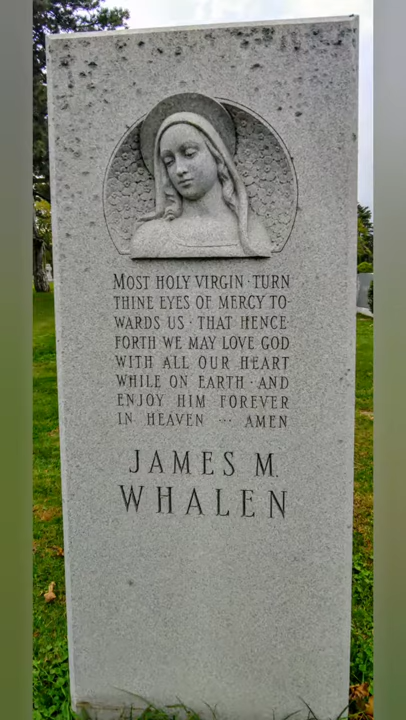 MOST HOLY VIRGIN · TURN
THINE EYES OF MERCY TO-
WARDS US · THAT HENCE
FORTH WE MAY LOVE GOD
WITH ALL OUR HEART
WHILE ON EARTH · AND
ENJOY HIM FOREVER
IN HEAVEN ··· AMEN
JAMES M.
WHALEN